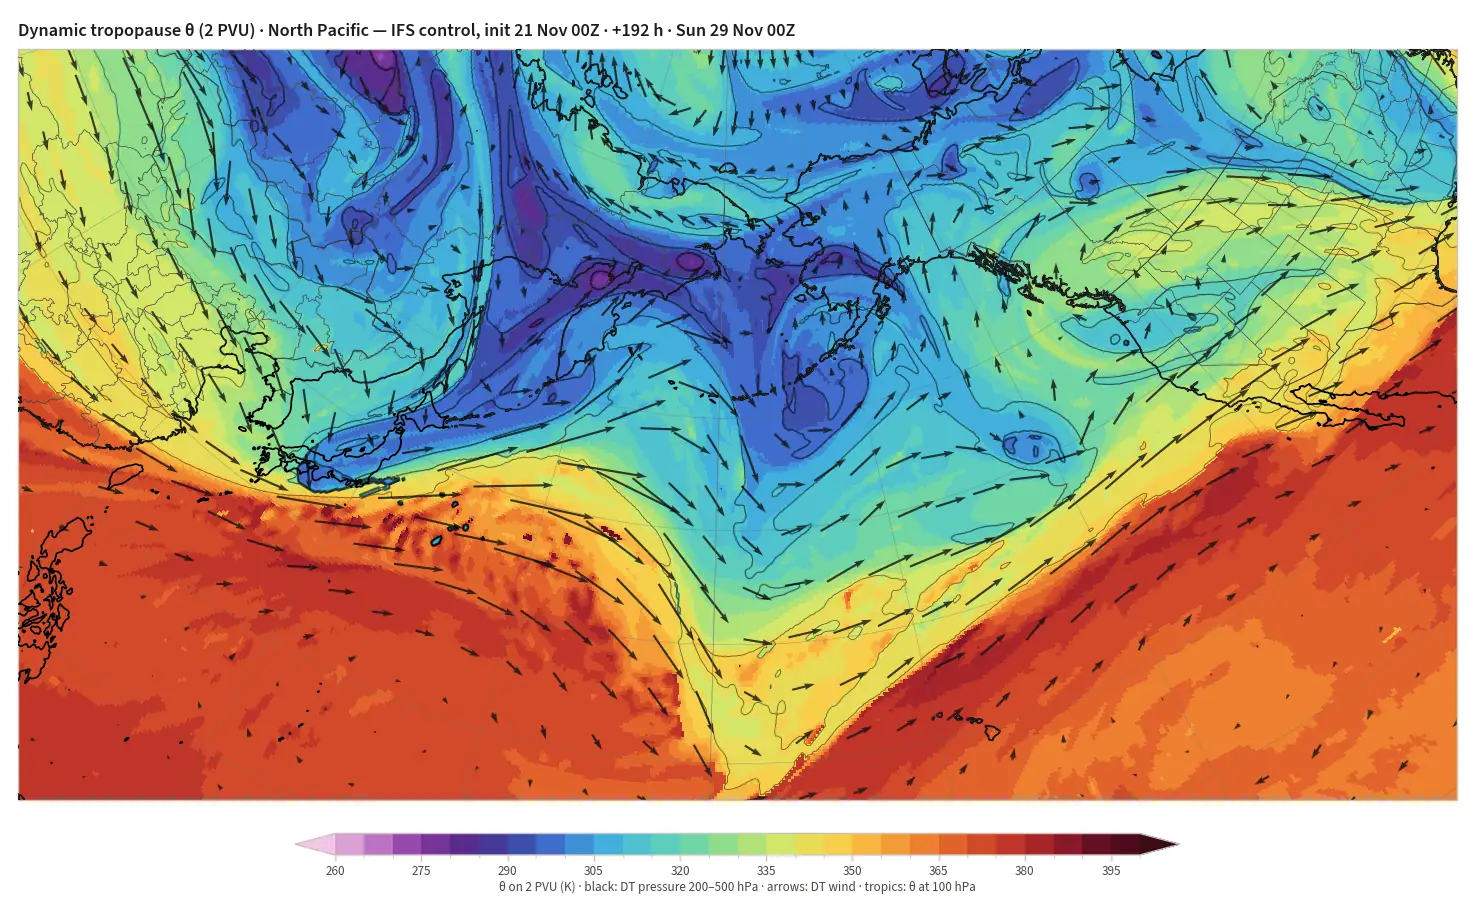 Dynamic tropopause θ (2 PVU) · North Pacific — IFS control, init 21 Nov 00Z · +192 h · Sun 29 Nov 00Z
260 275 290 305 320 335 350 365 380 395
θ on 2 PVU (K) · black: DT pressure 200–500 hPa · arrows: DT wind · tropics: θ at 100 hPa